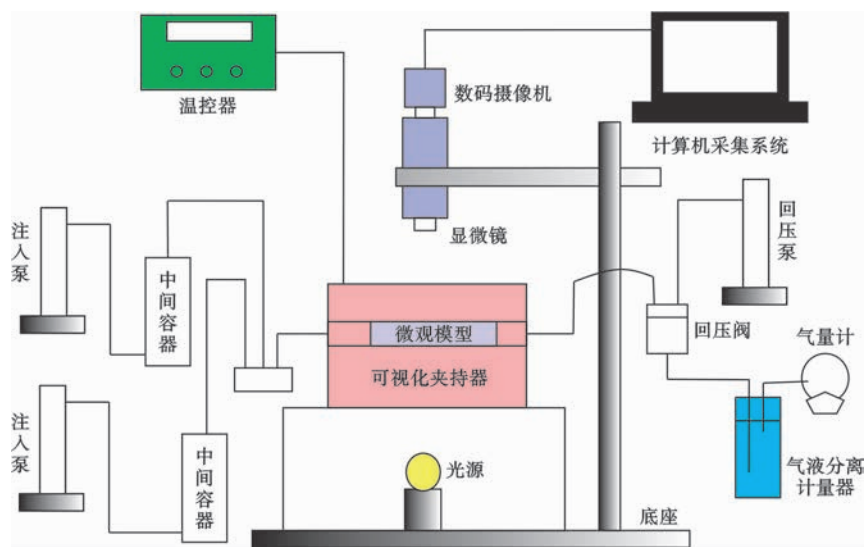 温控器
数码摄像机
计算机采集系统
显微镜
注入泵
中间容器
回压泵
微观模型
回压阀
气量计
可视化夹持器
注入泵
中间容器
光源
气液分离
计量器
底座